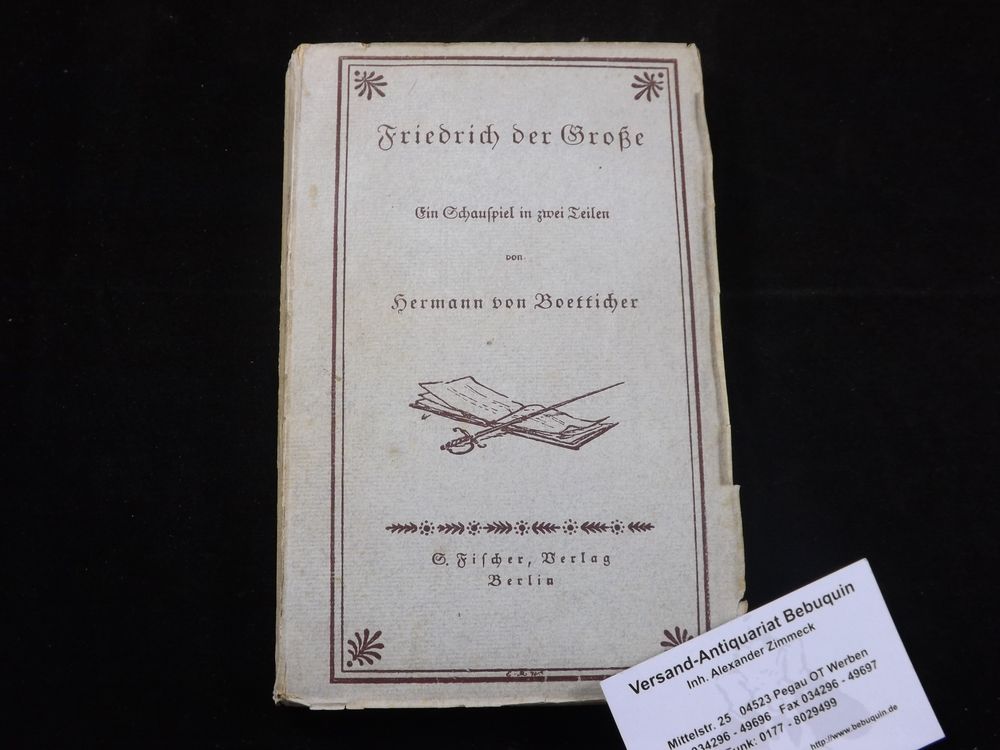 Friedrich der Große
Ein Schauspiel in zwei Teilen
von
Hermann von Boetticher
S. Fischer, Verlag
Berlin
Versand-Antiquariat Bebuquin
Inh. Alexander Zimmeck
Mittelstr. 25 04523 Pegau OT Werben
034296 - 49696 Fax 034296 - 49697
Funk: 0177 - 8029499
http://www.bebuquin.de